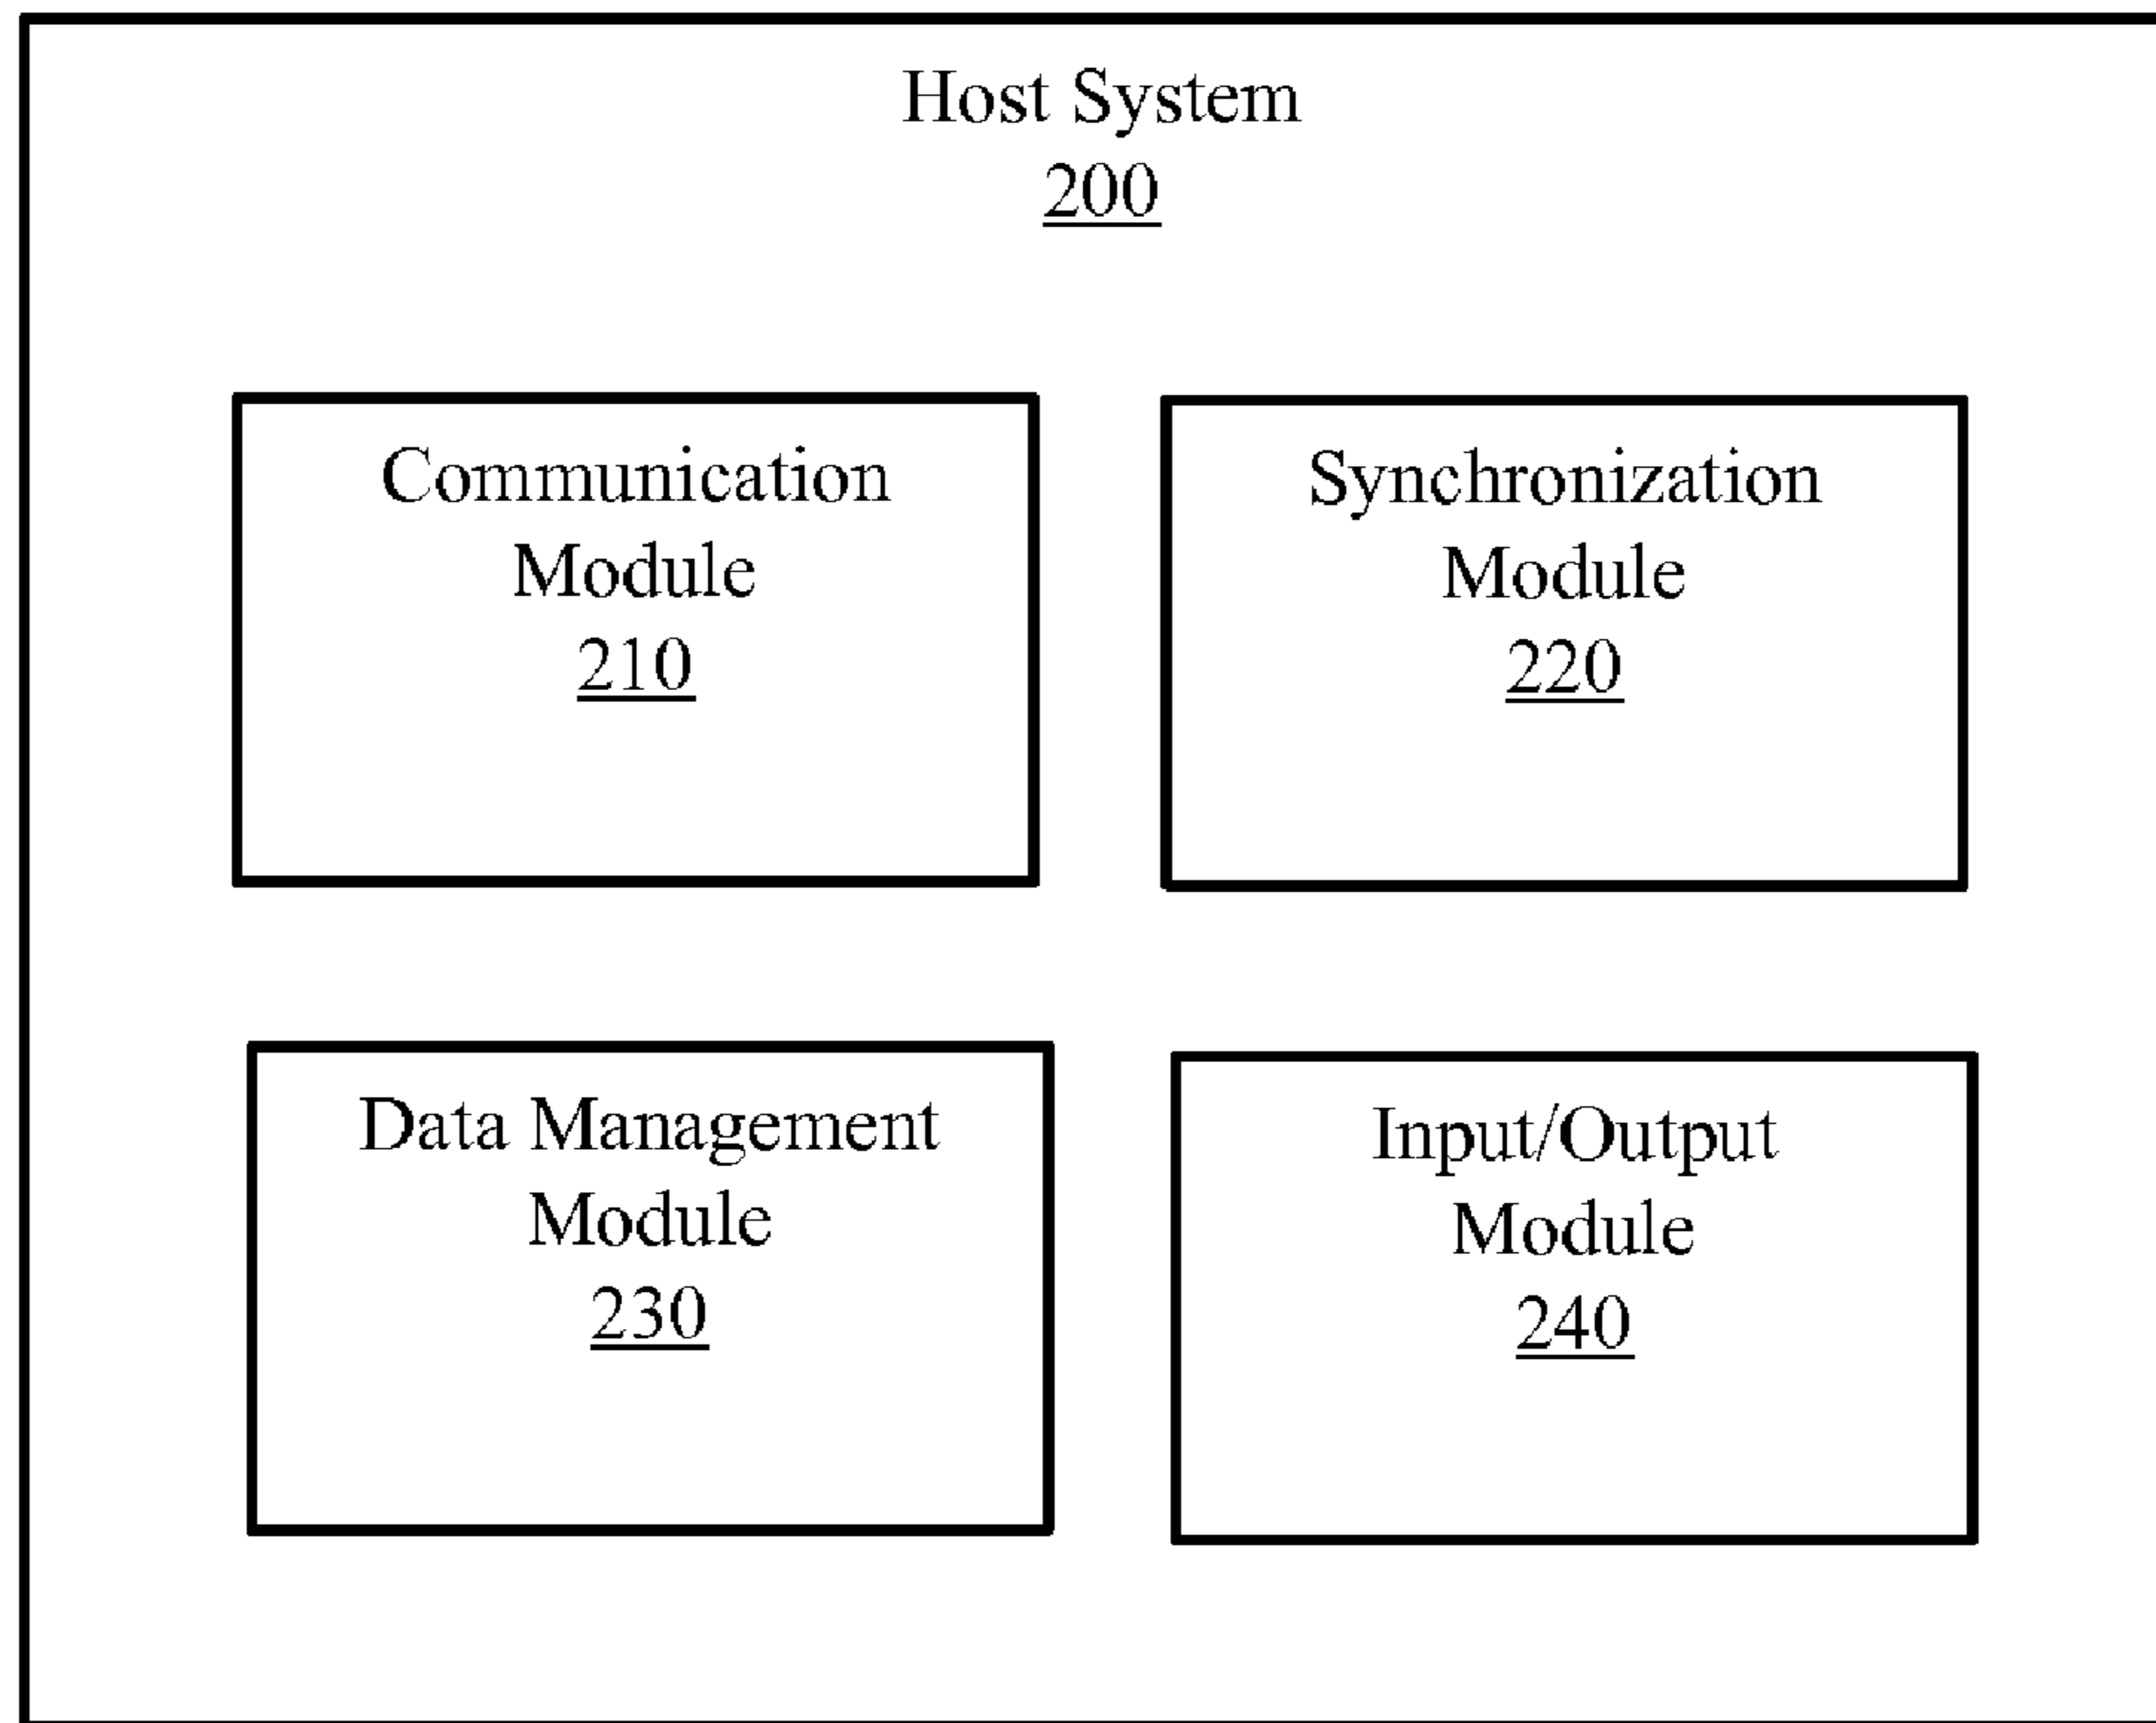 Host System
200
Communication
Module
210
Synchronization
Module
220
Data Management
Module
230
Input/Output
Module
240